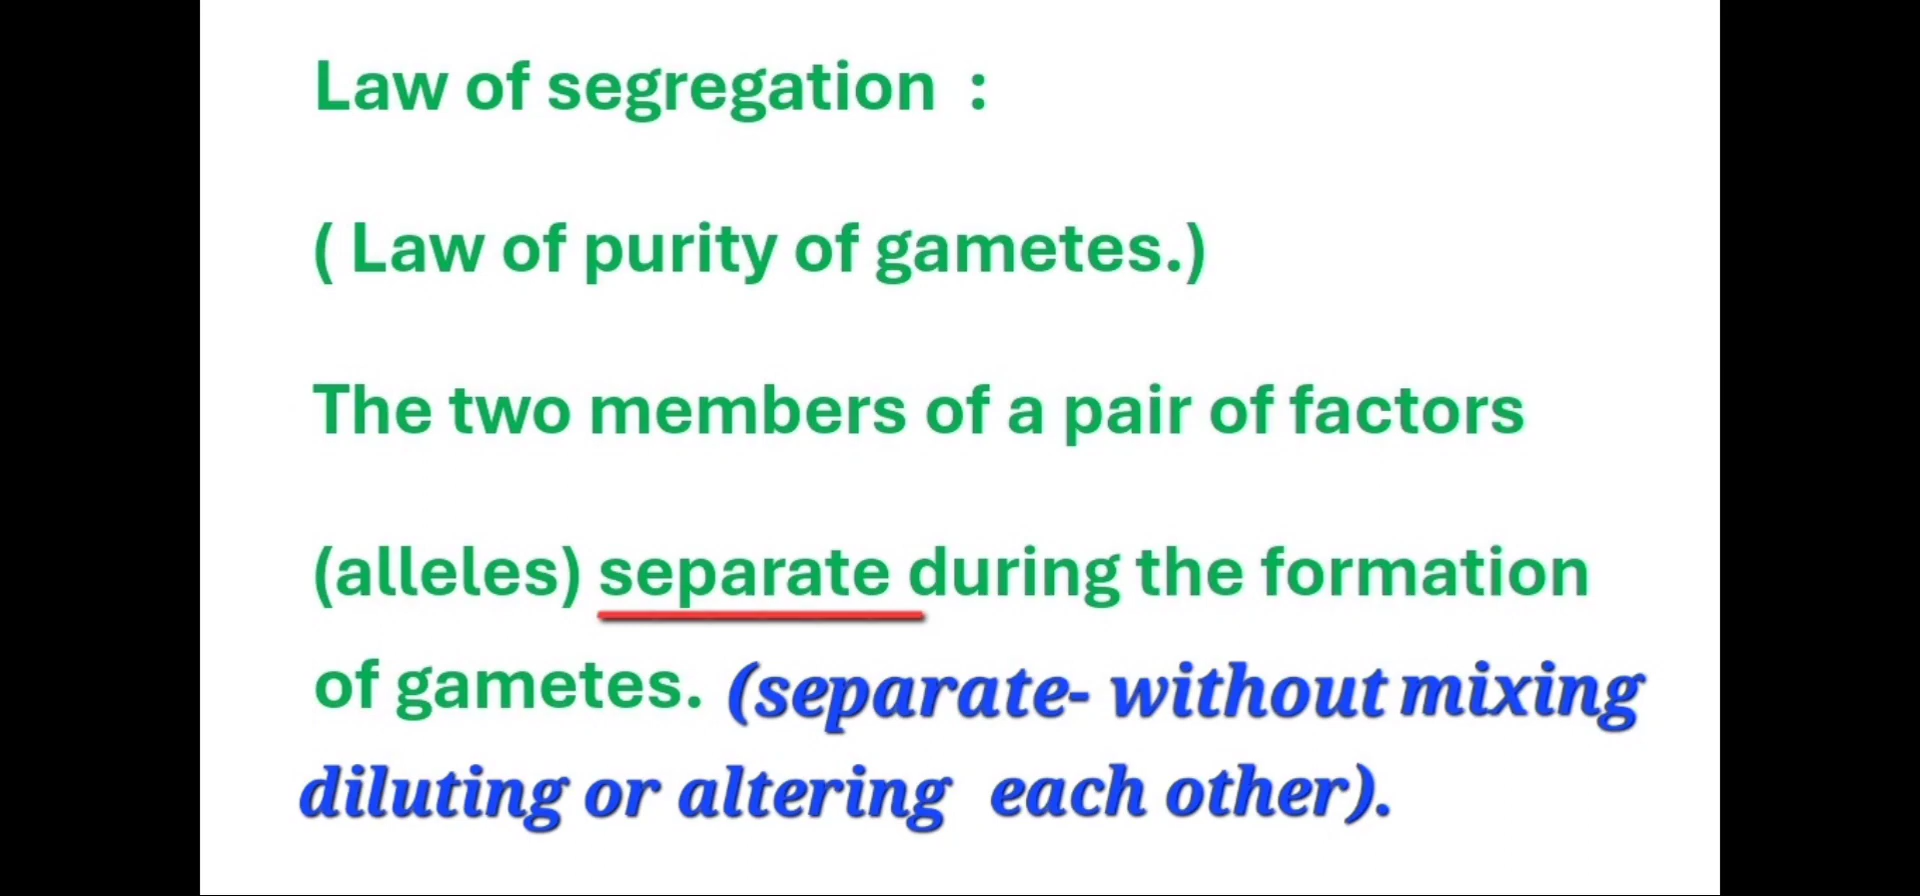 Law of segregation :
( Law of purity of gametes.)
The two members of a pair of factors
(alleles) separate during the formation
of gametes. (separate- without mixing
diluting or altering each other).